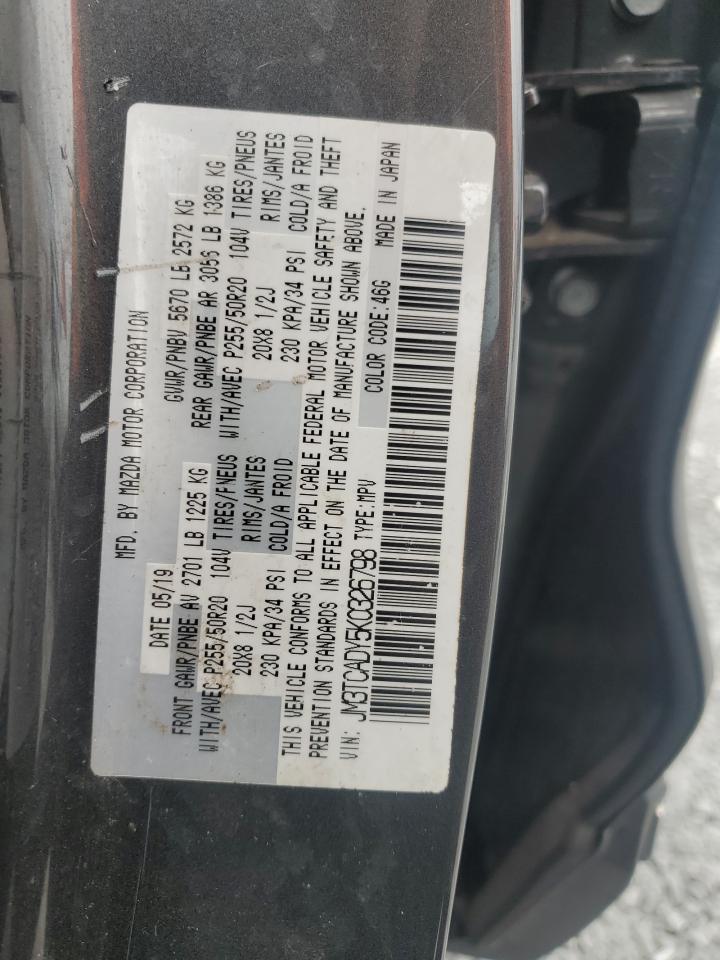 MFD. BY MAZDA MOTOR CORPORATION
DATE 05/19 GVWR/PNBV 5670 LB 2572 KG
FRONT GAWR/PNBE AV 2701 LB 1225 KG REAR GAWR/PNBE AR 3056 LB 1386 KG
WITH/AVEC P255/50R20 104V TIRES/PNEUS WITH/AVEC P255/50R20 104V TIRES/PNEUS
20X8 1/2J RIMS/JANTES 20X8 1/2J RIMS/JANTES
230 KPA/34 PSI COLD/A FROID 230 KPA/34 PSI COLD/A FROID
THIS VEHICLE CONFORMS TO ALL APPLICABLE FEDERAL MOTOR VEHICLE SAFETY AND THEFT
PREVENTION STANDARDS IN EFFECT ON THE DATE OF MANUFACTURE SHOWN ABOVE.
VIN: JM3TCADY5K0326798 TYPE:MPV COLOR CODE:46G MADE IN JAPAN